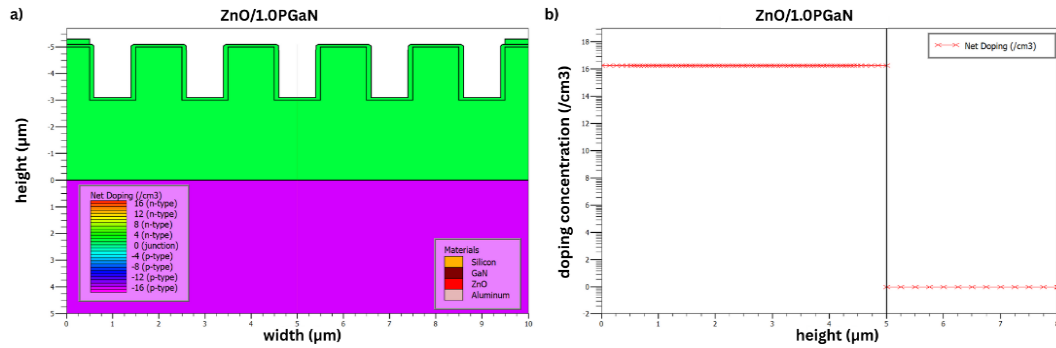 a)
ZnO/1.0PGaN
height (μm)
-5
-4
-3
-2
-1
0
1
2
3
4
5
Net Doping (/cm3)
16 (n-type)
12 (n-type)
8 (n-type)
4 (n-type)
0 (junction)
-4 (p-type)
-8 (p-type)
-12 (p-type)
-16 (p-type)
Materials
Silicon
GaN
ZnO
Aluminum
0 1 2 3 4 5 6 7 8 9 10
width (μm)
b)
ZnO/1.0PGaN
doping concentration (/cm3)
18
16
14
12
10
8
6
4
2
0
-2
Net Doping (/cm3)
0 1 2 3 4 5 6 7
height (μm)